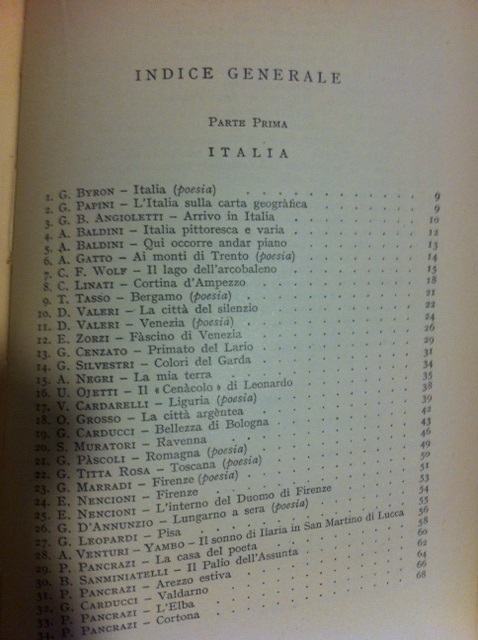 INDICE GENERALE
PARTE PRIMA
ITALIA
1. G. BYRON – Italia (poesia) 9
2. G. PAPINI – L'Italia sulla carta geogràfica 9
3. G. B. ANGIOLETTI – Arrivo in Italia 10
4. A. BALDINI – Italia pittoresca e varia 12
5. A. BALDINI – Qui occorre andar piano 13
6. A. GATTO – Ai monti di Trento (poesia) 14
7. C. F. WOLF – Il lago dell'arcobaleno 15
8. C. LINATI – Cortina d'Ampezzo 18
9. T. TASSO – Bergamo (poesia) 21
10. D. VALERI – La città del silenzio 22
11. D. VALERI – Venezia (poesia) 24
12. E. ZORZI – Fàscino di Venezia 26
13. G. CENZATO – Primato del Lario 29
14. G. SILVESTRI – Colori del Garda 31
15. A. NEGRI – La mia terra 34
16. U. OJETTI – Il « Cenàcolo » di Leonardo 35
17. V. CARDARELLI – Liguria (poesia) 38
18. O. GROSSO – La città argèntea 39
19. G. CARDUCCI – Bellezza di Bologna 42
20. S. MURATORI – Ravenna 43
21. G. PÀSCOLI – Romagna (poesia) 46
22. G. TITTA ROSA – Toscana (poesia) 49
23. G. MARRADI – Firenze (poesia) 50
24. E. NENCIONI – Firenze 51
25. E. NENCIONI – L'interno del Duomo di Firenze 53
26. G. D'ANNUNZIO – Lungarno a sera (poesia) 54
27. G. LEOPARDI – Pisa 55
28. A. VENTURI – YAMBO – Il sonno di Ilaria in San Martino di Lucca 56
29. P. PANCRAZI – La casa del poeta 58
30. B. SANMINIATELLI – Il Palio dell'Assunta 60
31. P. PANCRAZI – Arezzo estiva 62
32. G. CARDUCCI – Valdarno 64
33. P. PANCRAZI – L'Elba 66
34. P. PANCRAZI – Cortona 68